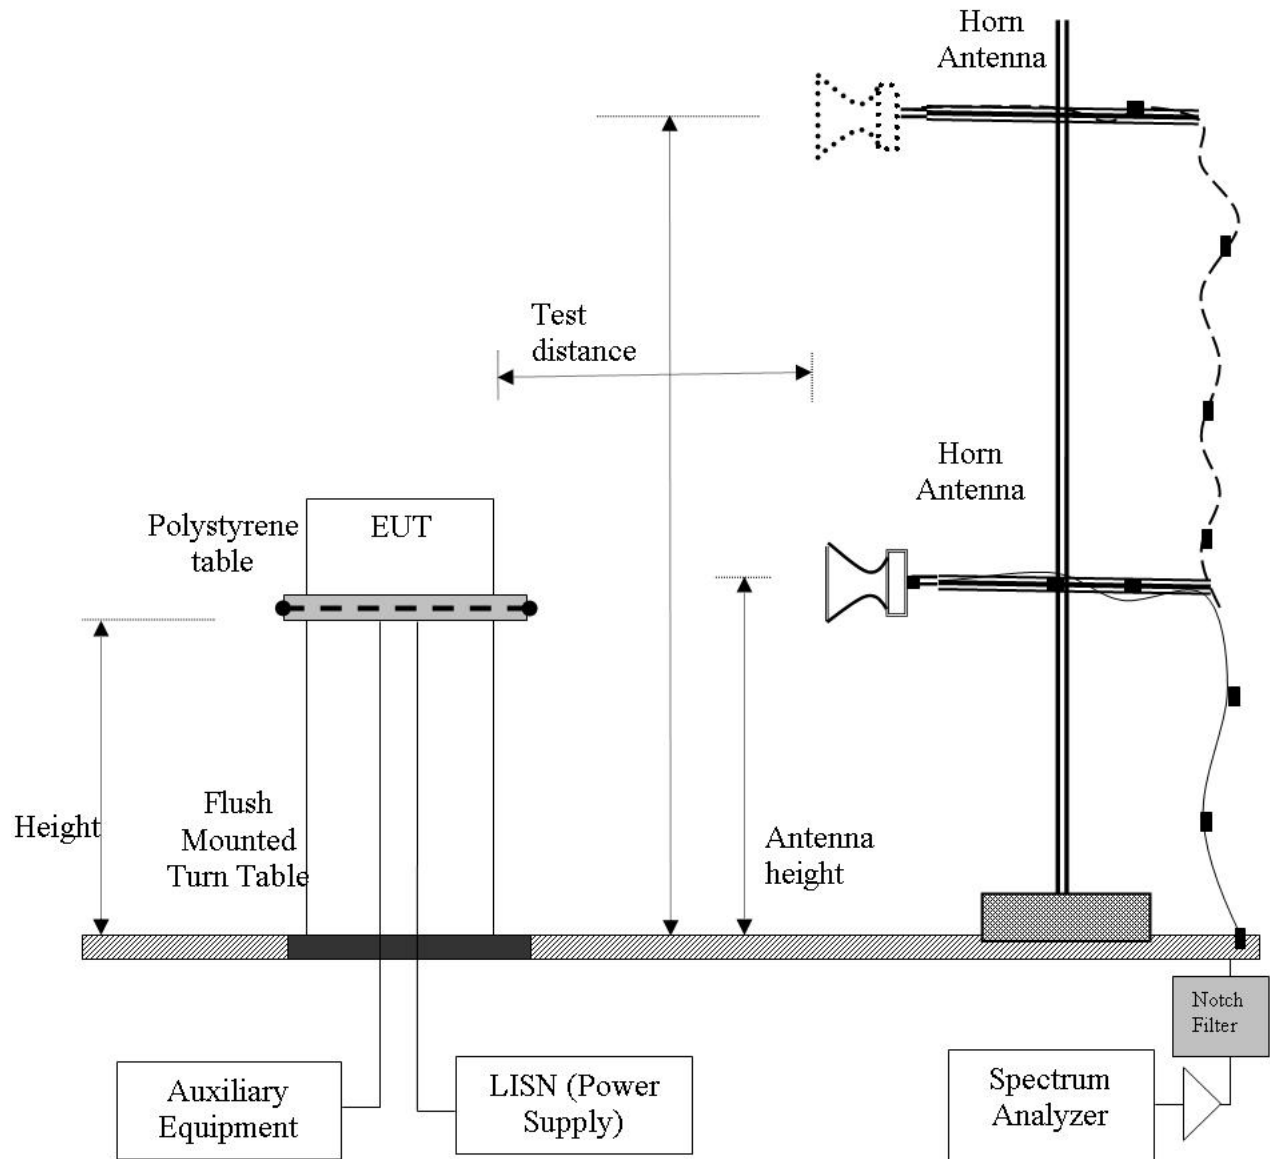 Horn
Antenna
Test
distance
Horn
Antenna
Polystyrene
table
EUT
Height
Flush
Mounted
Turn Table
Antenna
height
Notch
Filter
Auxiliary
Equipment
LISN (Power
Supply)
Spectrum
Analyzer